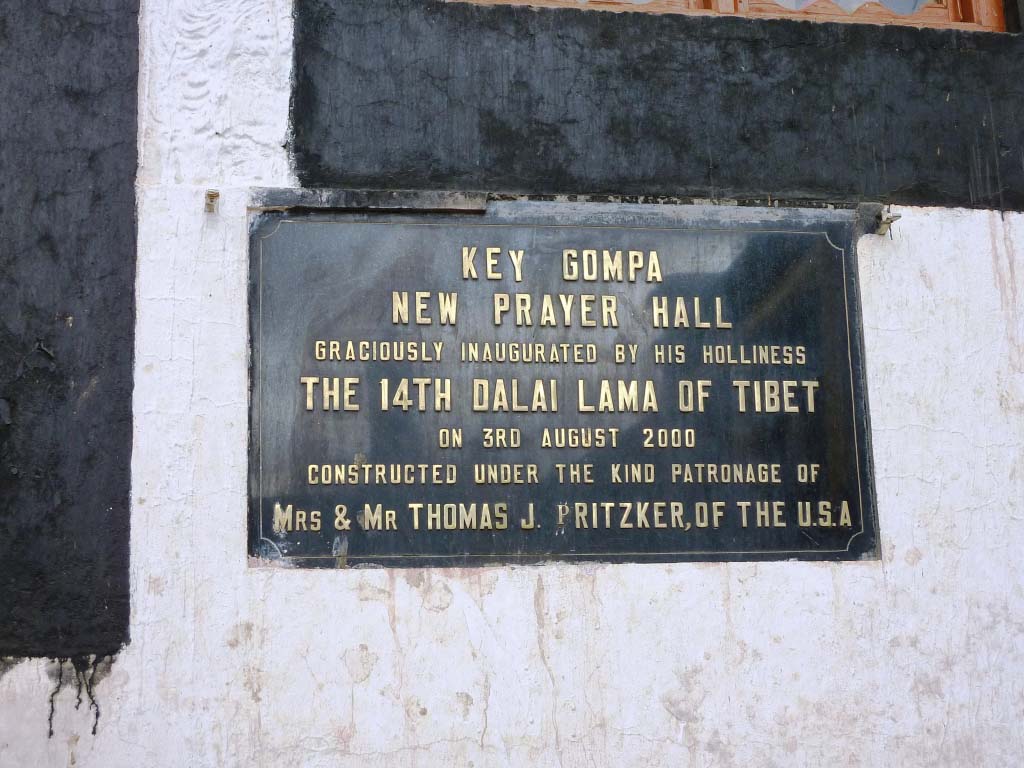 KEY GOMPA
NEW PRAYER HALL
GRACIOUSLY INAUGURATED BY HIS HOLLINESS
THE 14TH DALAI LAMA OF TIBET
ON 3RD AUGUST 2000
CONSTRUCTED UNDER THE KIND PATRONAGE OF
MRS & MR THOMAS J. PRITZKER, OF THE U.S.A